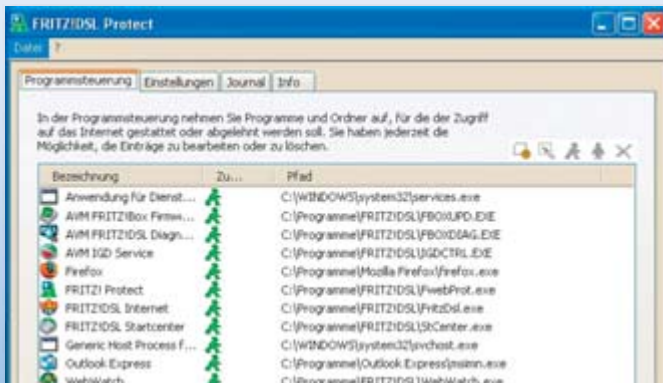 FRITZ!DSL Protect
Datei ?
Programmsteuerung Einstellungen Journal Info
In der Programmsteuerung nehmen Sie Programme und Ordner auf, für die der Zugriff
auf das Internet gestattet oder abgelehnt werden soll. Sie haben jederzeit die
Möglichkeit, die Einträge zu bearbeiten oder zu löschen.
Bezeichnung Zu... Pfad
Anwendung für Dienst... C:\WINDOWS\system32\services.exe
AVM FRITZ!Box Firmw... C:\Programme\FRITZ!DSL\FBOXUPD.EXE
AVM FRITZ!DSL Diagn... C:\Programme\FRITZ!DSL\FBOXDIAG.EXE
AVM IGD Service C:\Programme\FRITZ!DSL\IGDCTRL.EXE
Firefox C:\Programme\Mozilla Firefox\firefox.exe
FRITZ! Protect C:\Programme\FRITZ!DSL\FwebProt.exe
FRITZ!DSL Internet C:\Programme\FRITZ!DSL\FritzDsl.exe
FRITZ!DSL Startcenter C:\Programme\FRITZ!DSL\StCenter.exe
Generic Host Process f... C:\WINDOWS\system32\svchost.exe
Outlook Express C:\Programme\Outlook Express\msimn.exe
WebWatch C:\Programme\FRITZ!DSL\WebWatch.exe